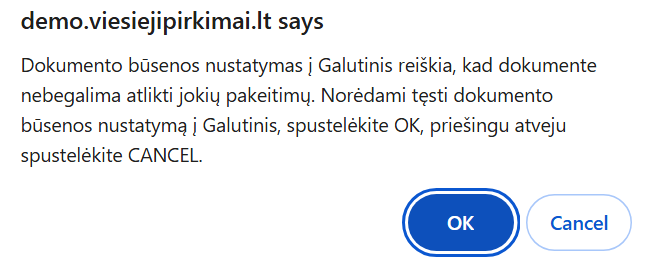 demo.viesiejipirkimai.lt says
Dokumento būsenos nustatymas į Galutinis reiškia, kad dokumente
nebegalima atlikti jokių pakeitimų. Norėdami tęsti dokumento
būsenos nustatymą į Galutinis, spustelėkite OK, priešingu atveju
spustelėkite CANCEL.
OK
Cancel